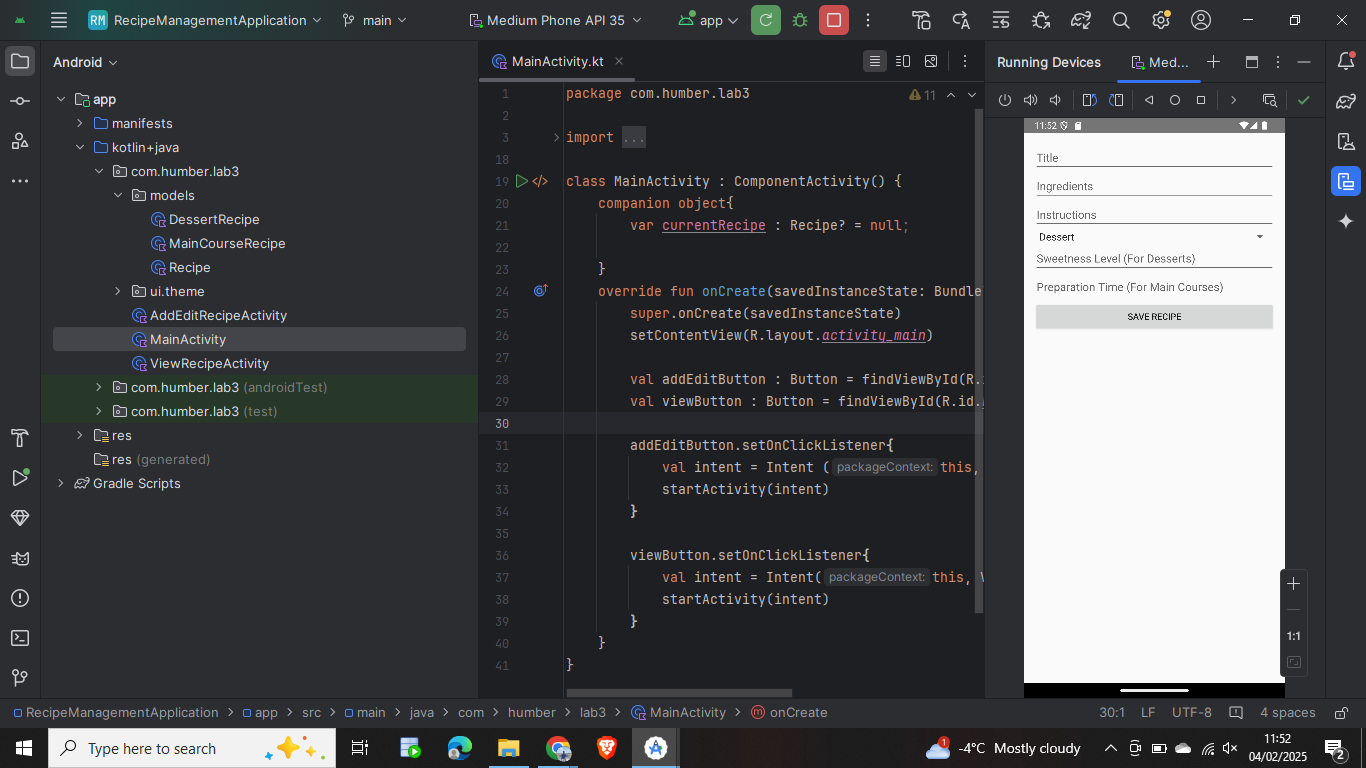 RM RecipeManagementApplication main Medium Phone API 35 app
Android
app
manifests
kotlin+java
com.humber.lab3
models
DessertRecipe
MainCourseRecipe
Recipe
ui.theme
AddEditRecipeActivity
MainActivity
ViewRecipeActivity
com.humber.lab3 (androidTest)
com.humber.lab3 (test)
res
res (generated)
Gradle Scripts
MainActivity.kt
11
1 package com.humber.lab3
2
3 import ...
18
19 class MainActivity : ComponentActivity() {
20 companion object{
21 var currentRecipe : Recipe? = null;
22
23 }
24 override fun onCreate(savedInstanceState: Bundle
25 super.onCreate(savedInstanceState)
26 setContentView(R.layout.activity_main)
27
28 val addEditButton : Button = findViewById(R.i
29 val viewButton : Button = findViewById(R.id.
30
31 addEditButton.setOnClickListener{
32 val intent = Intent ( packageContext: this,
33 startActivity(intent)
34 }
35
36 viewButton.setOnClickListener{
37 val intent = Intent( packageContext: this, V
38 startActivity(intent)
39 }
40 }
41 }
Running Devices Med...
11:52
Title
Ingredients
Instructions
Dessert
Sweetness Level (For Desserts)
Preparation Time (For Main Courses)
SAVE RECIPE
1:1
RecipeManagementApplication > app > src > main > java > com > humber > lab3 > MainActivity > onCreate
30:1 LF UTF-8 4 spaces
Type here to search
1 -4°C Mostly cloudy
11:52
04/02/2025
2